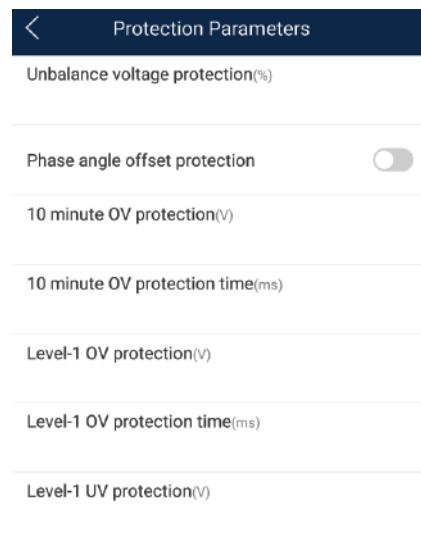 Protection Parameters
Unbalance voltage protection(%)
Phase angle offset protection
10 minute OV protection(V)
10 minute OV protection time(ms)
Level-1 OV protection(V)
Level-1 OV protection time(ms)
Level-1 UV protection(V)